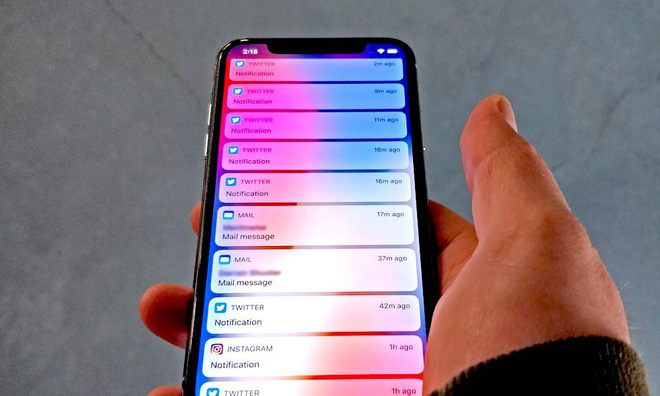 2:18
TWITTER 2m ago
Notification
TWITTER 9m ago
Notification
TWITTER 11m ago
Notification
TWITTER 16m ago
Notification
TWITTER 16m ago
Notification
MAIL 17m ago
Mail message
MAIL 37m ago
Mail message
TWITTER 42m ago
Notification
INSTAGRAM 1h ago
Notification
TWITTER 1h ago